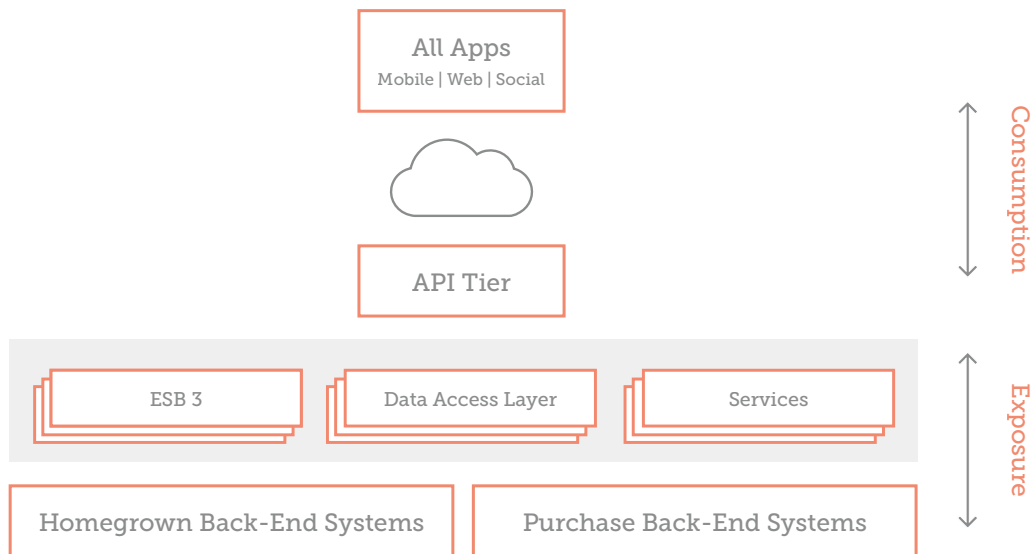 All Apps
Mobile | Web | Social
Consumption
API Tier
ESB 3
Data Access Layer
Services
Exposure
Homegrown Back-End Systems
Purchase Back-End Systems